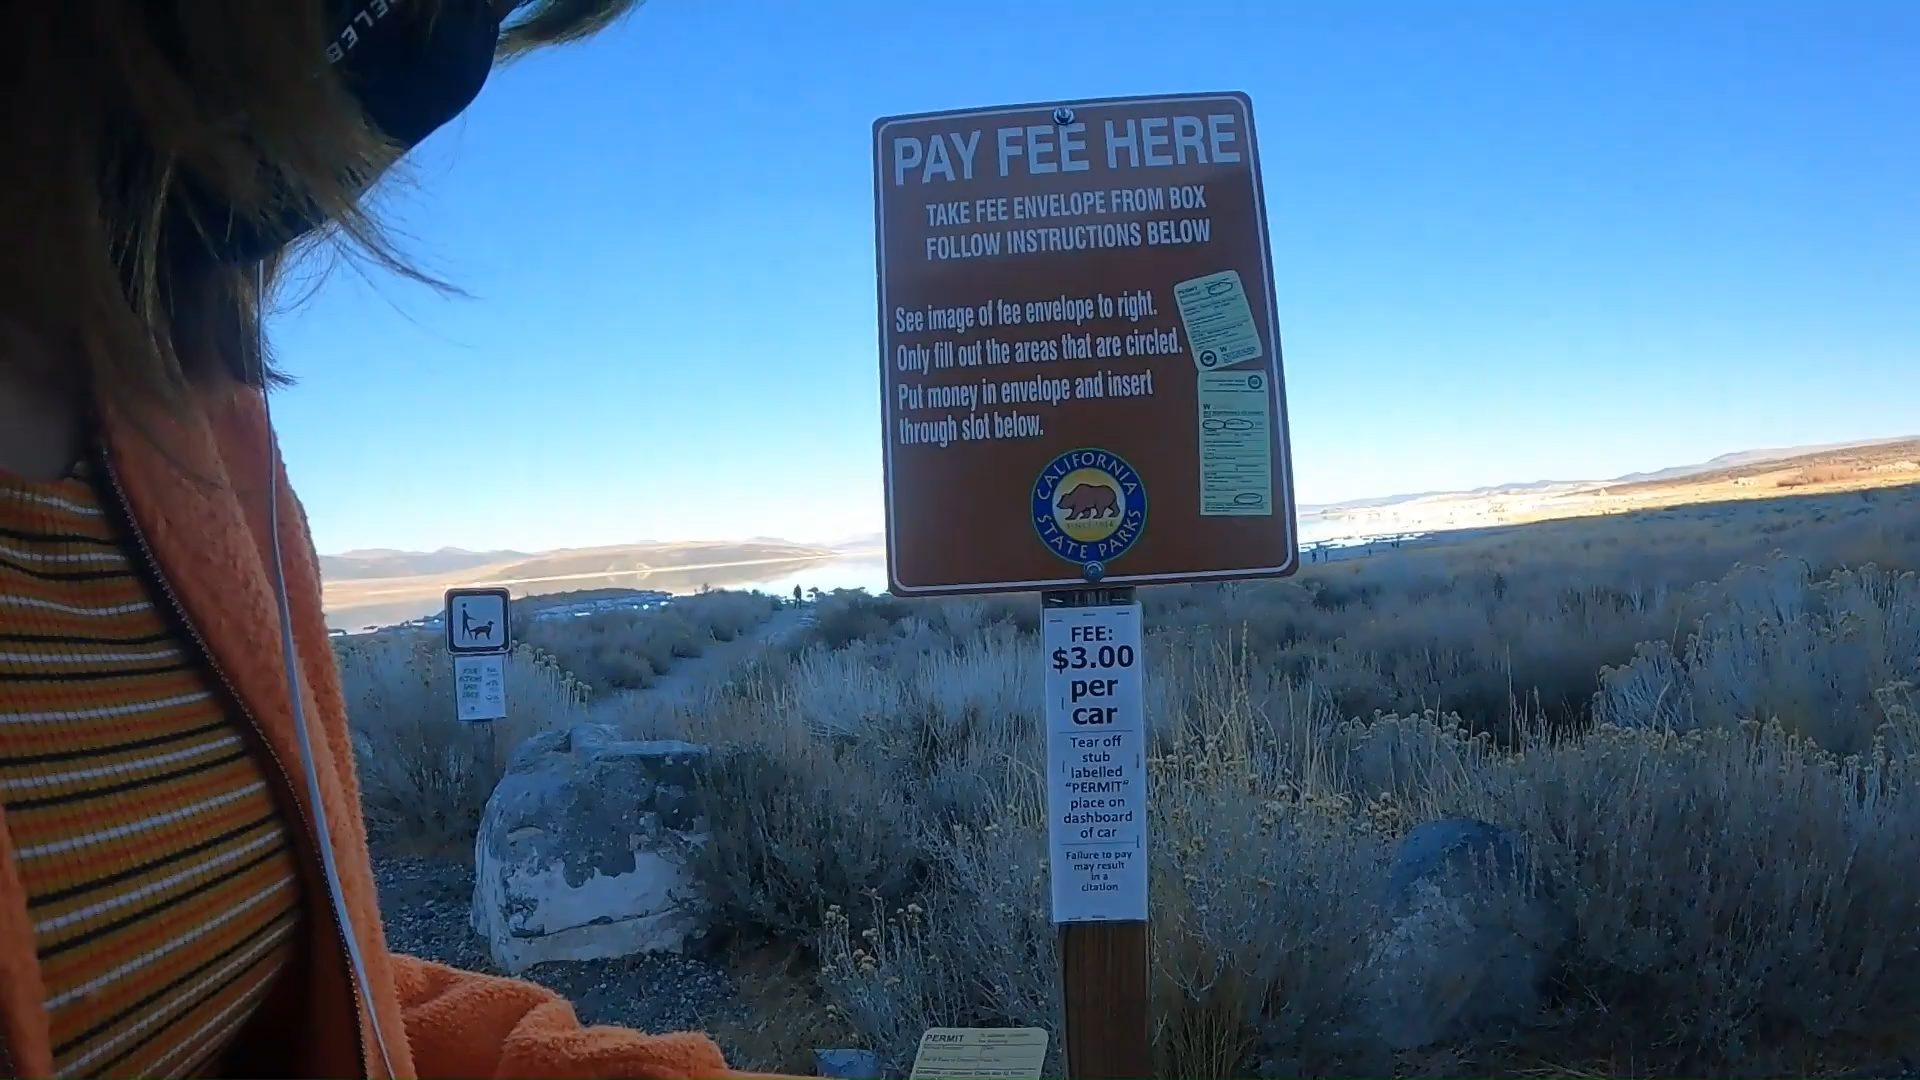 PAY FEE HERE
TAKE FEE ENVELOPE FROM BOX
FOLLOW INSTRUCTIONS BELOW
See image of fee envelope to right.
Only fill out the areas that are circled.
Put money in envelope and insert
through slot below.
PERMIT
W
W
CALIFORNIA
SINCE 1864
STATE PARKS
FEE:
$3.00
per
car
Tear off
stub
labelled
“PERMIT”
place on
dashboard
of car
Failure to pay
may result
in a
citation
PERMIT